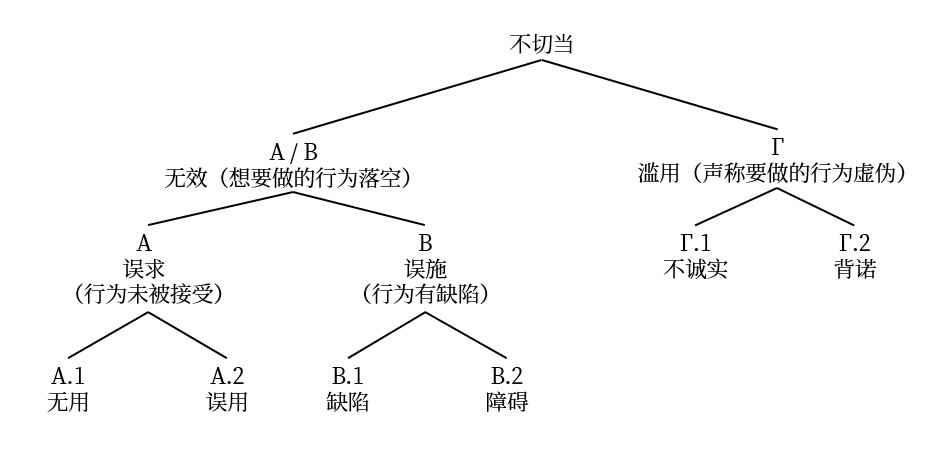 不切当
A / B
无效（想要做的行为落空）
Γ
滥用（声称要做的行为虚伪）
A
误求
（行为未被接受）
B
误施
（行为有缺陷）
Γ.1
不诚实
Γ.2
背诺
A.1
无用
A.2
误用
B.1
缺陷
B.2
障碍